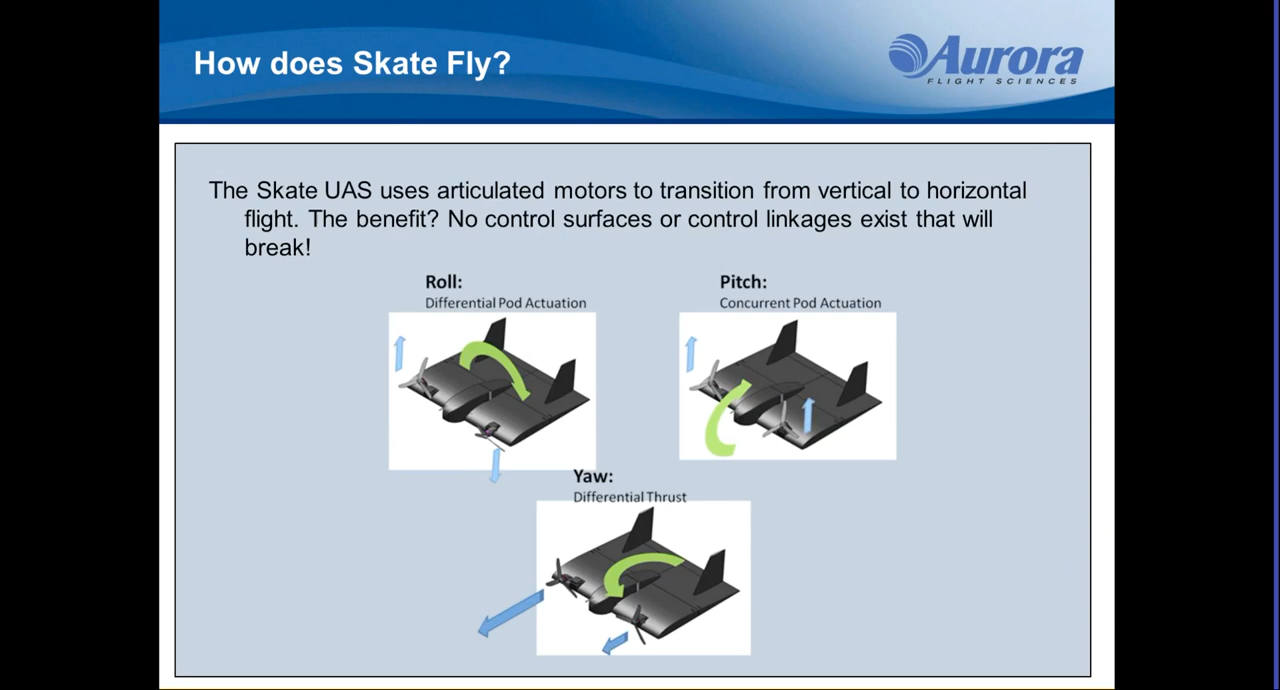 How does Skate Fly?
Aurora
FLIGHT SCIENCES
The Skate UAS uses articulated motors to transition from vertical to horizontal
flight. The benefit? No control surfaces or control linkages exist that will
break!
Roll:
Differential Pod Actuation
Pitch:
Concurrent Pod Actuation
Yaw:
Differential Thrust